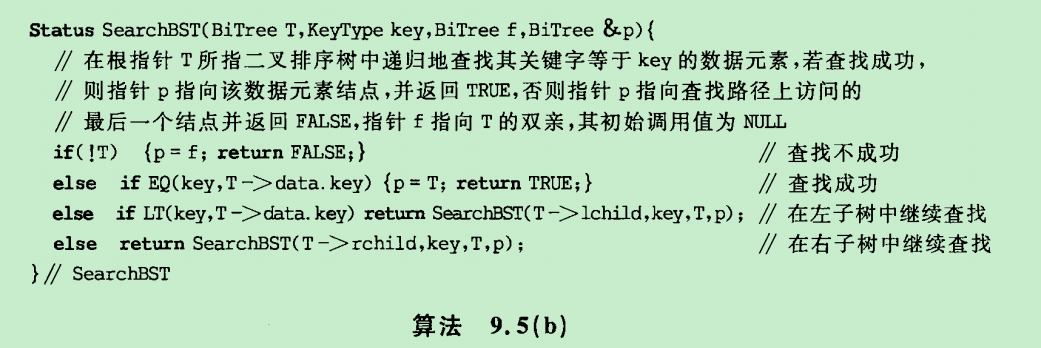 Status SearchBST(BiTree T,KeyType key,BiTree f,BiTree &p){
// 在根指针 T 所指二叉排序树中递归地查找其关键字等于 key 的数据元素,若查找成功,
// 则指针 p 指向该数据元素结点,并返回 TRUE,否则指针 p 指向查找路径上访问的
// 最后一个结点并返回 FALSE,指针 f 指向 T 的双亲,其初始调用值为 NULL
if(!T) {p = f; return FALSE;} // 查找不成功
else if EQ(key,T->data.key) {p = T; return TRUE;} // 查找成功
else if LT(key,T->data.key) return SearchBST(T->lchild,key,T,p); // 在左子树中继续查找
else return SearchBST(T->rchild,key,T,p); // 在右子树中继续查找
}// SearchBST
算法 9.5(b)